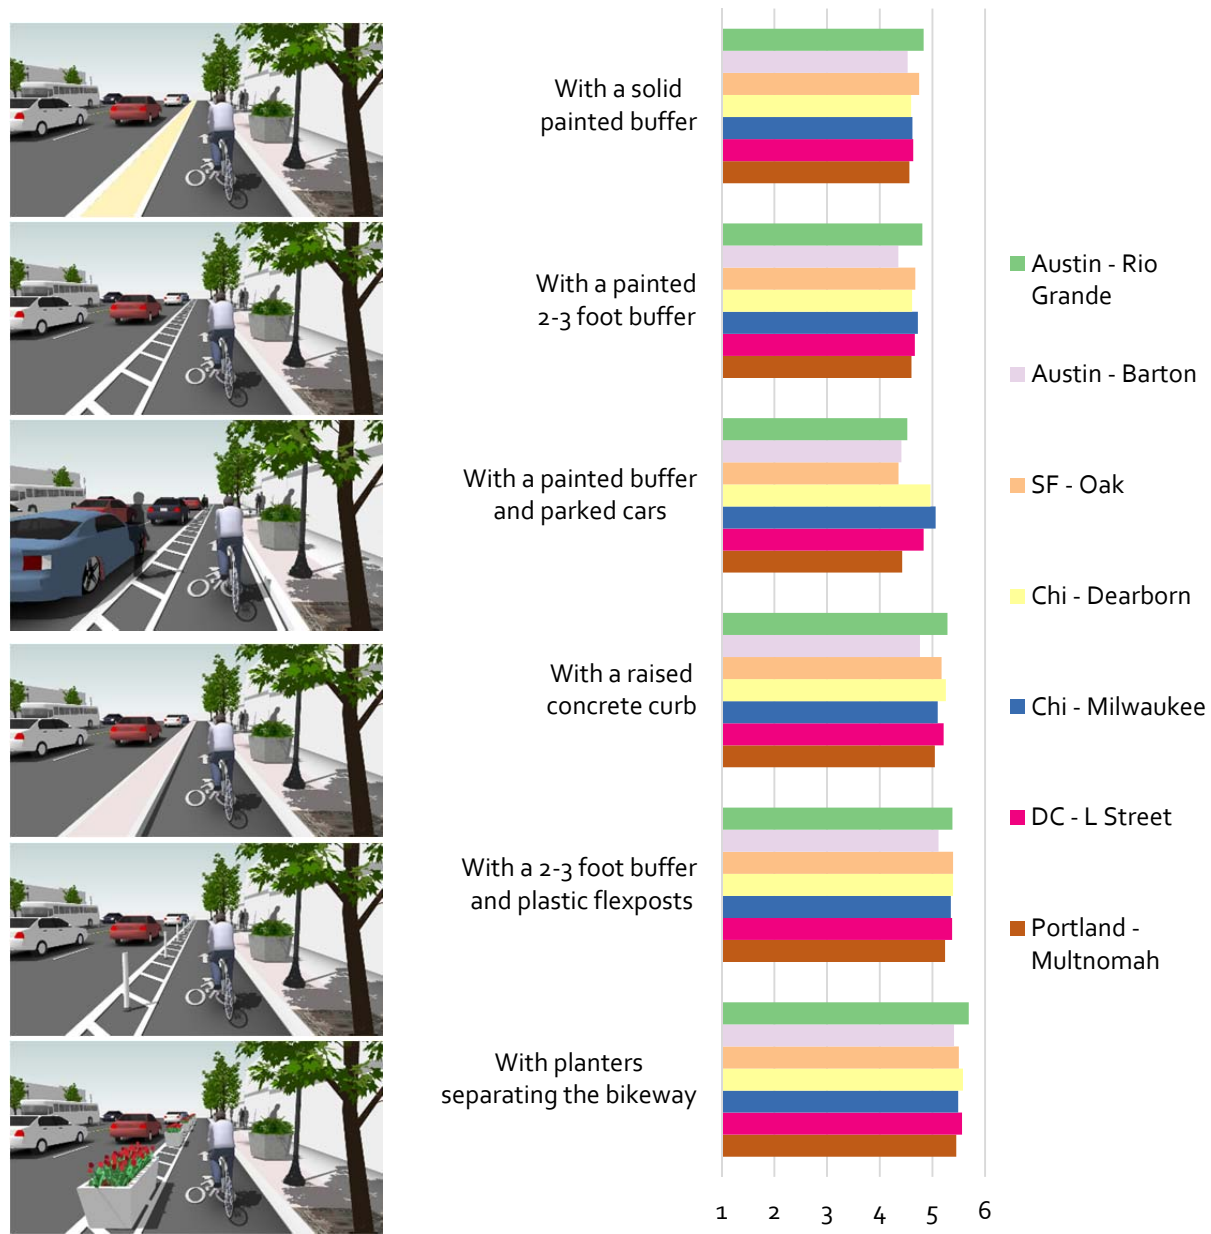 With a solid
painted buffer
With a painted
2-3 foot buffer
With a painted buffer
and parked cars
With a raised
concrete curb
With a 2-3 foot buffer
and plastic flexposts
With planters
separating the bikeway
1 2 3 4 5 6
Austin - Rio
Grande
Austin - Barton
SF - Oak
Chi - Dearborn
Chi - Milwaukee
DC - L Street
Portland -
Multnomah